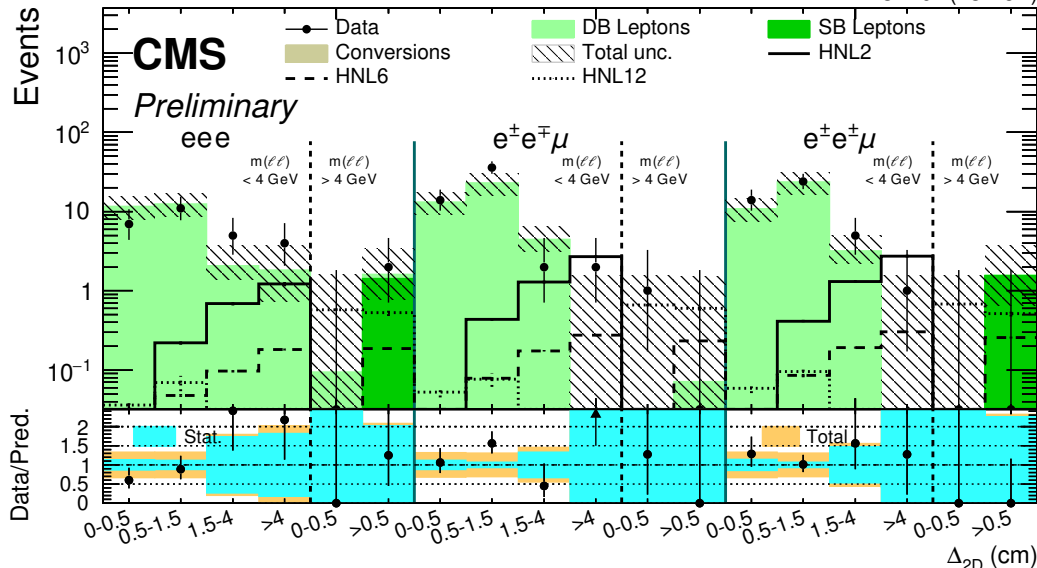 Events
Data
DB Leptons
SB Leptons
CMS
Conversions
Total unc.
HNL2
HNL6
HNL12
Preliminary
eee
e±e∓μ
e±e±μ
m(ℓℓ) < 4 GeV
m(ℓℓ) > 4 GeV
m(ℓℓ) < 4 GeV
m(ℓℓ) > 4 GeV
m(ℓℓ) < 4 GeV
m(ℓℓ) > 4 GeV
10³
10²
10
1
10⁻¹
Data/Pred.
Stat.
Total
2
1.5
1
0.5
0
0-0.5 0.5-1.5 1.5-4 >4 0-0.5 >0.5 0-0.5 0.5-1.5 1.5-4 >4 0-0.5 >0.5 0-0.5 0.5-1.5 1.5-4 >4 0-0.5 >0.5
Δ2D (cm)